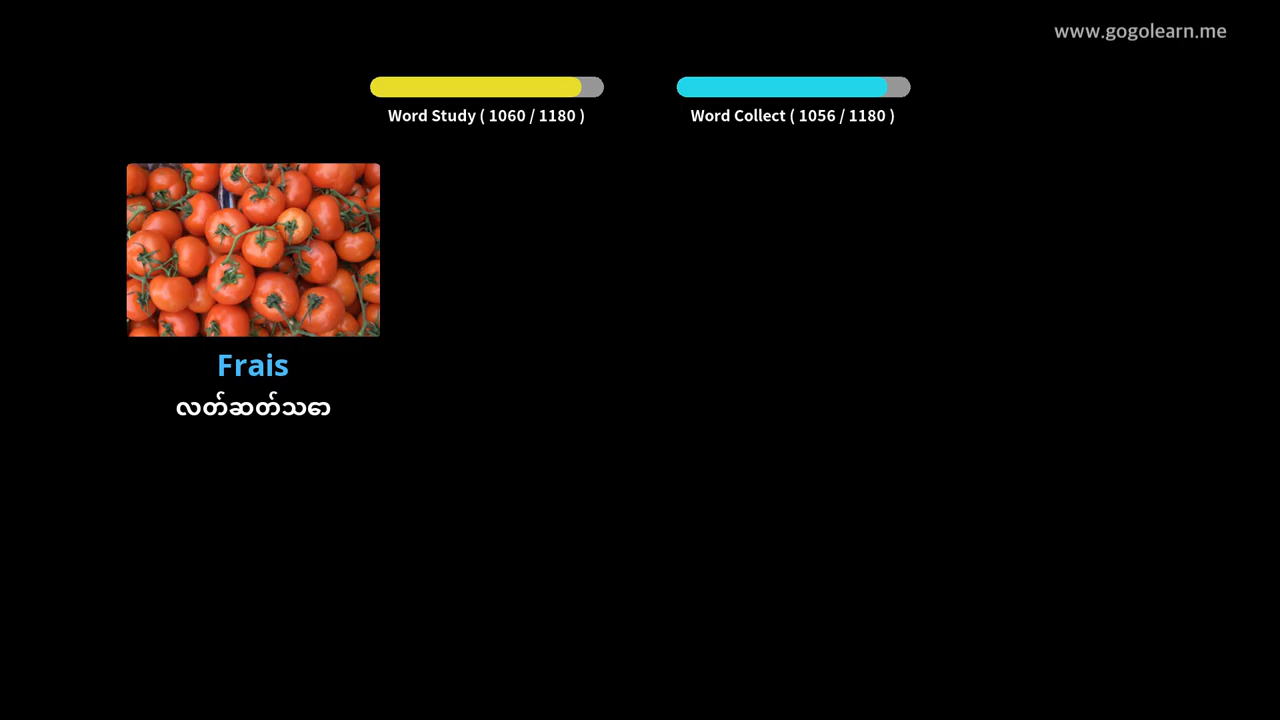 www.gogolearn.me
Word Study ( 1060 / 1180 )
Word Collect ( 1056 / 1180 )
Frais
လတ်ဆတ်သော